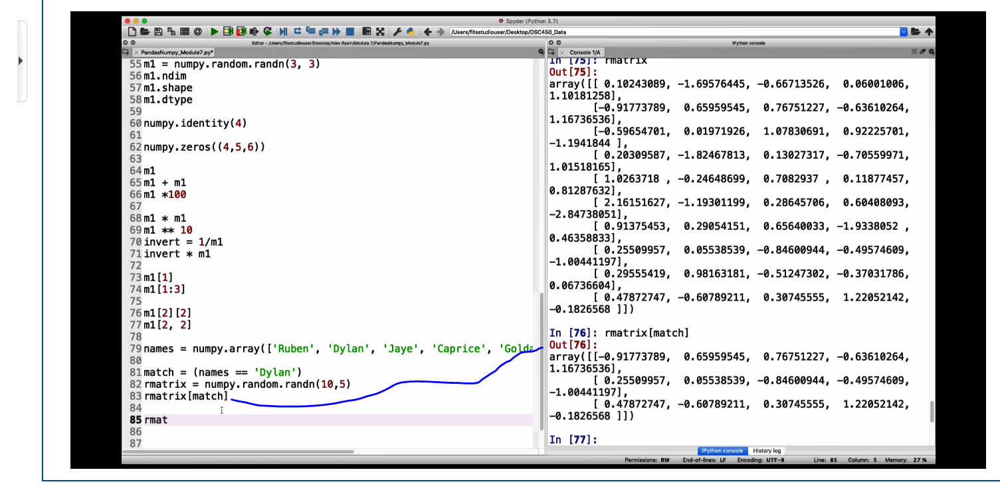 Spyder (Python 3.7)
/Users/fitsstudiouser/Desktop/DSC450_Data
Editor - /Users/fitsstudiouser/Desktop/Alex Rasin/Module 7/PandasNumpy_Module7.py
PandasNumpy_Module7.py*
55 m1 = numpy.random.randn(3, 3)
56 m1.ndim
57 m1.shape
58 m1.dtype
59
60 numpy.identity(4)
61
62 numpy.zeros((4,5,6))
63
64 m1
65 m1 + m1
66 m1 *100
67
68 m1 * m1
69 m1 ** 10
70 invert = 1/m1
71 invert * m1
72
73 m1[1]
74 m1[1:3]
75
76 m1[2][2]
77 m1[2, 2]
78
79 names = numpy.array(['Ruben', 'Dylan', 'Jaye', 'Caprice', 'Golda
80
81 match = (names == 'Dylan')
82 rmatrix = numpy.random.randn(10,5)
83 rmatrix[match]
84
85 rmat
86
87
IPython console
Console 1/A
In [75]: rmatrix
Out[75]:
array([[ 0.10243089, -1.69576445, -0.66713526,  0.06001006,
1.10181258],
[-0.91773789,  0.65959545,  0.76751227, -0.63610264,
1.16736536],
[-0.59654701,  0.01971926,  1.07830691,  0.92225701,
-1.1941844 ],
[ 0.20309587, -1.82467813,  0.13027317, -0.70559971,
1.01518165],
[ 1.0263718 , -0.24648699,  0.7082937 ,  0.11877457,
0.81287632],
[ 2.16151627, -1.19301199,  0.28645706,  0.60408093,
-2.84738051],
[ 0.91375453,  0.29054151,  0.65640033, -1.9338052 ,
0.46358833],
[ 0.25509957,  0.05538539, -0.84600944, -0.49574609,
-1.00441197],
[ 0.29555419,  0.98163181, -0.51247302, -0.37031786,
0.06736604],
[ 0.47872747, -0.60789211,  0.30745555,  1.22052142,
-0.1826568 ]])
In [76]: rmatrix[match]
Out[76]:
array([[-0.91773789,  0.65959545,  0.76751227, -0.63610264,
1.16736536],
[ 0.25509957,  0.05538539, -0.84600944, -0.49574609,
-1.00441197],
[ 0.47872747, -0.60789211,  0.30745555,  1.22052142,
-0.1826568 ]])
In [77]:
IPython console History log
Permissions: RW End-of-lines: LF Encoding: UTF-8 Line: 85 Column: 5 Memory: 27 %